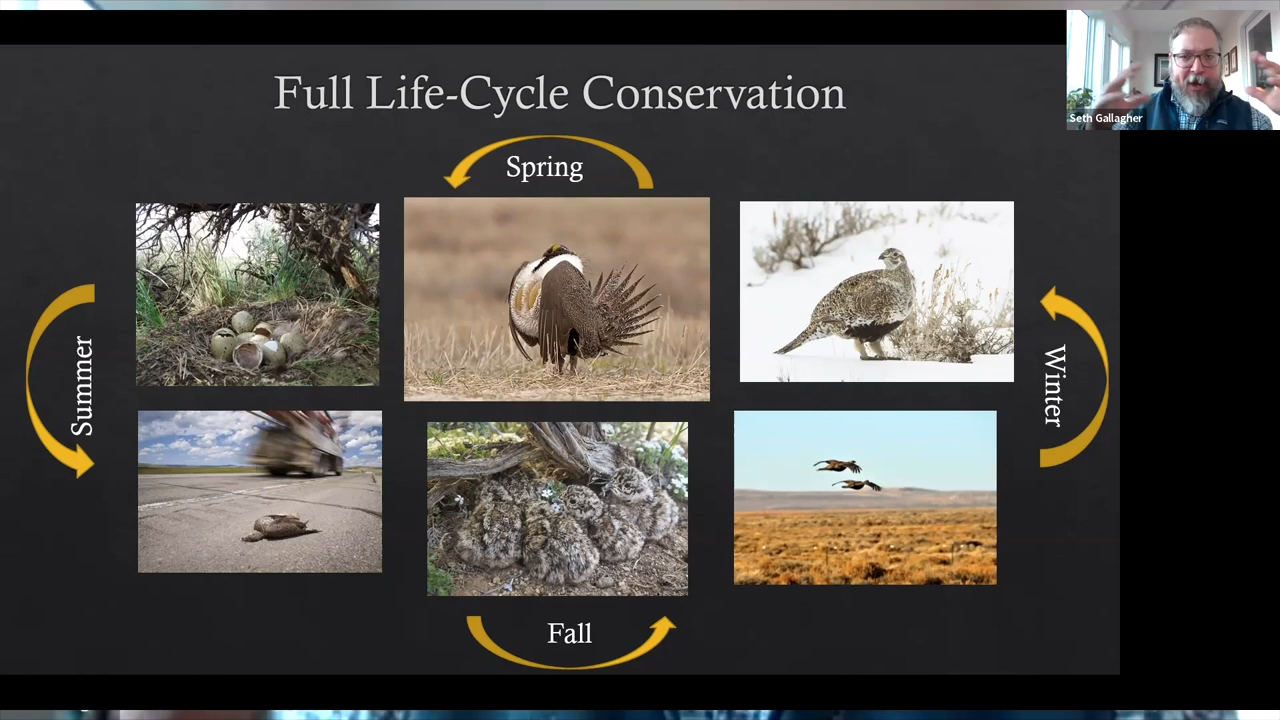 Full Life-Cycle Conservation
Seth Gallagher
Spring
Summer
Winter
Fall